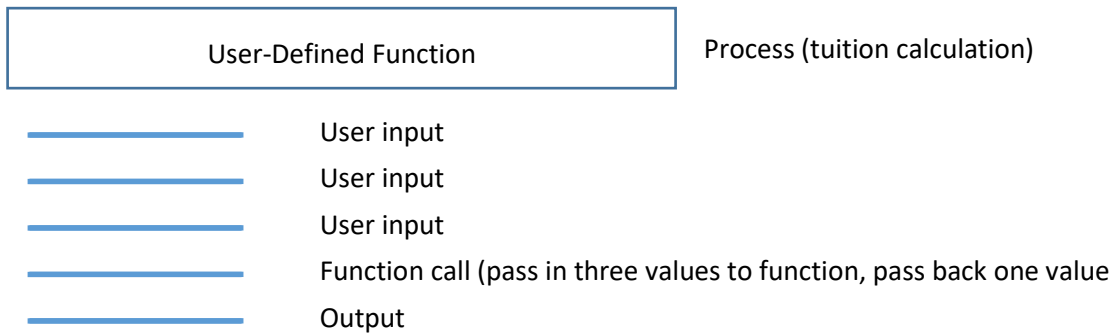 User-Defined Function
Process (tuition calculation)
User input
User input
User input
Function call (pass in three values to function, pass back one value
Output